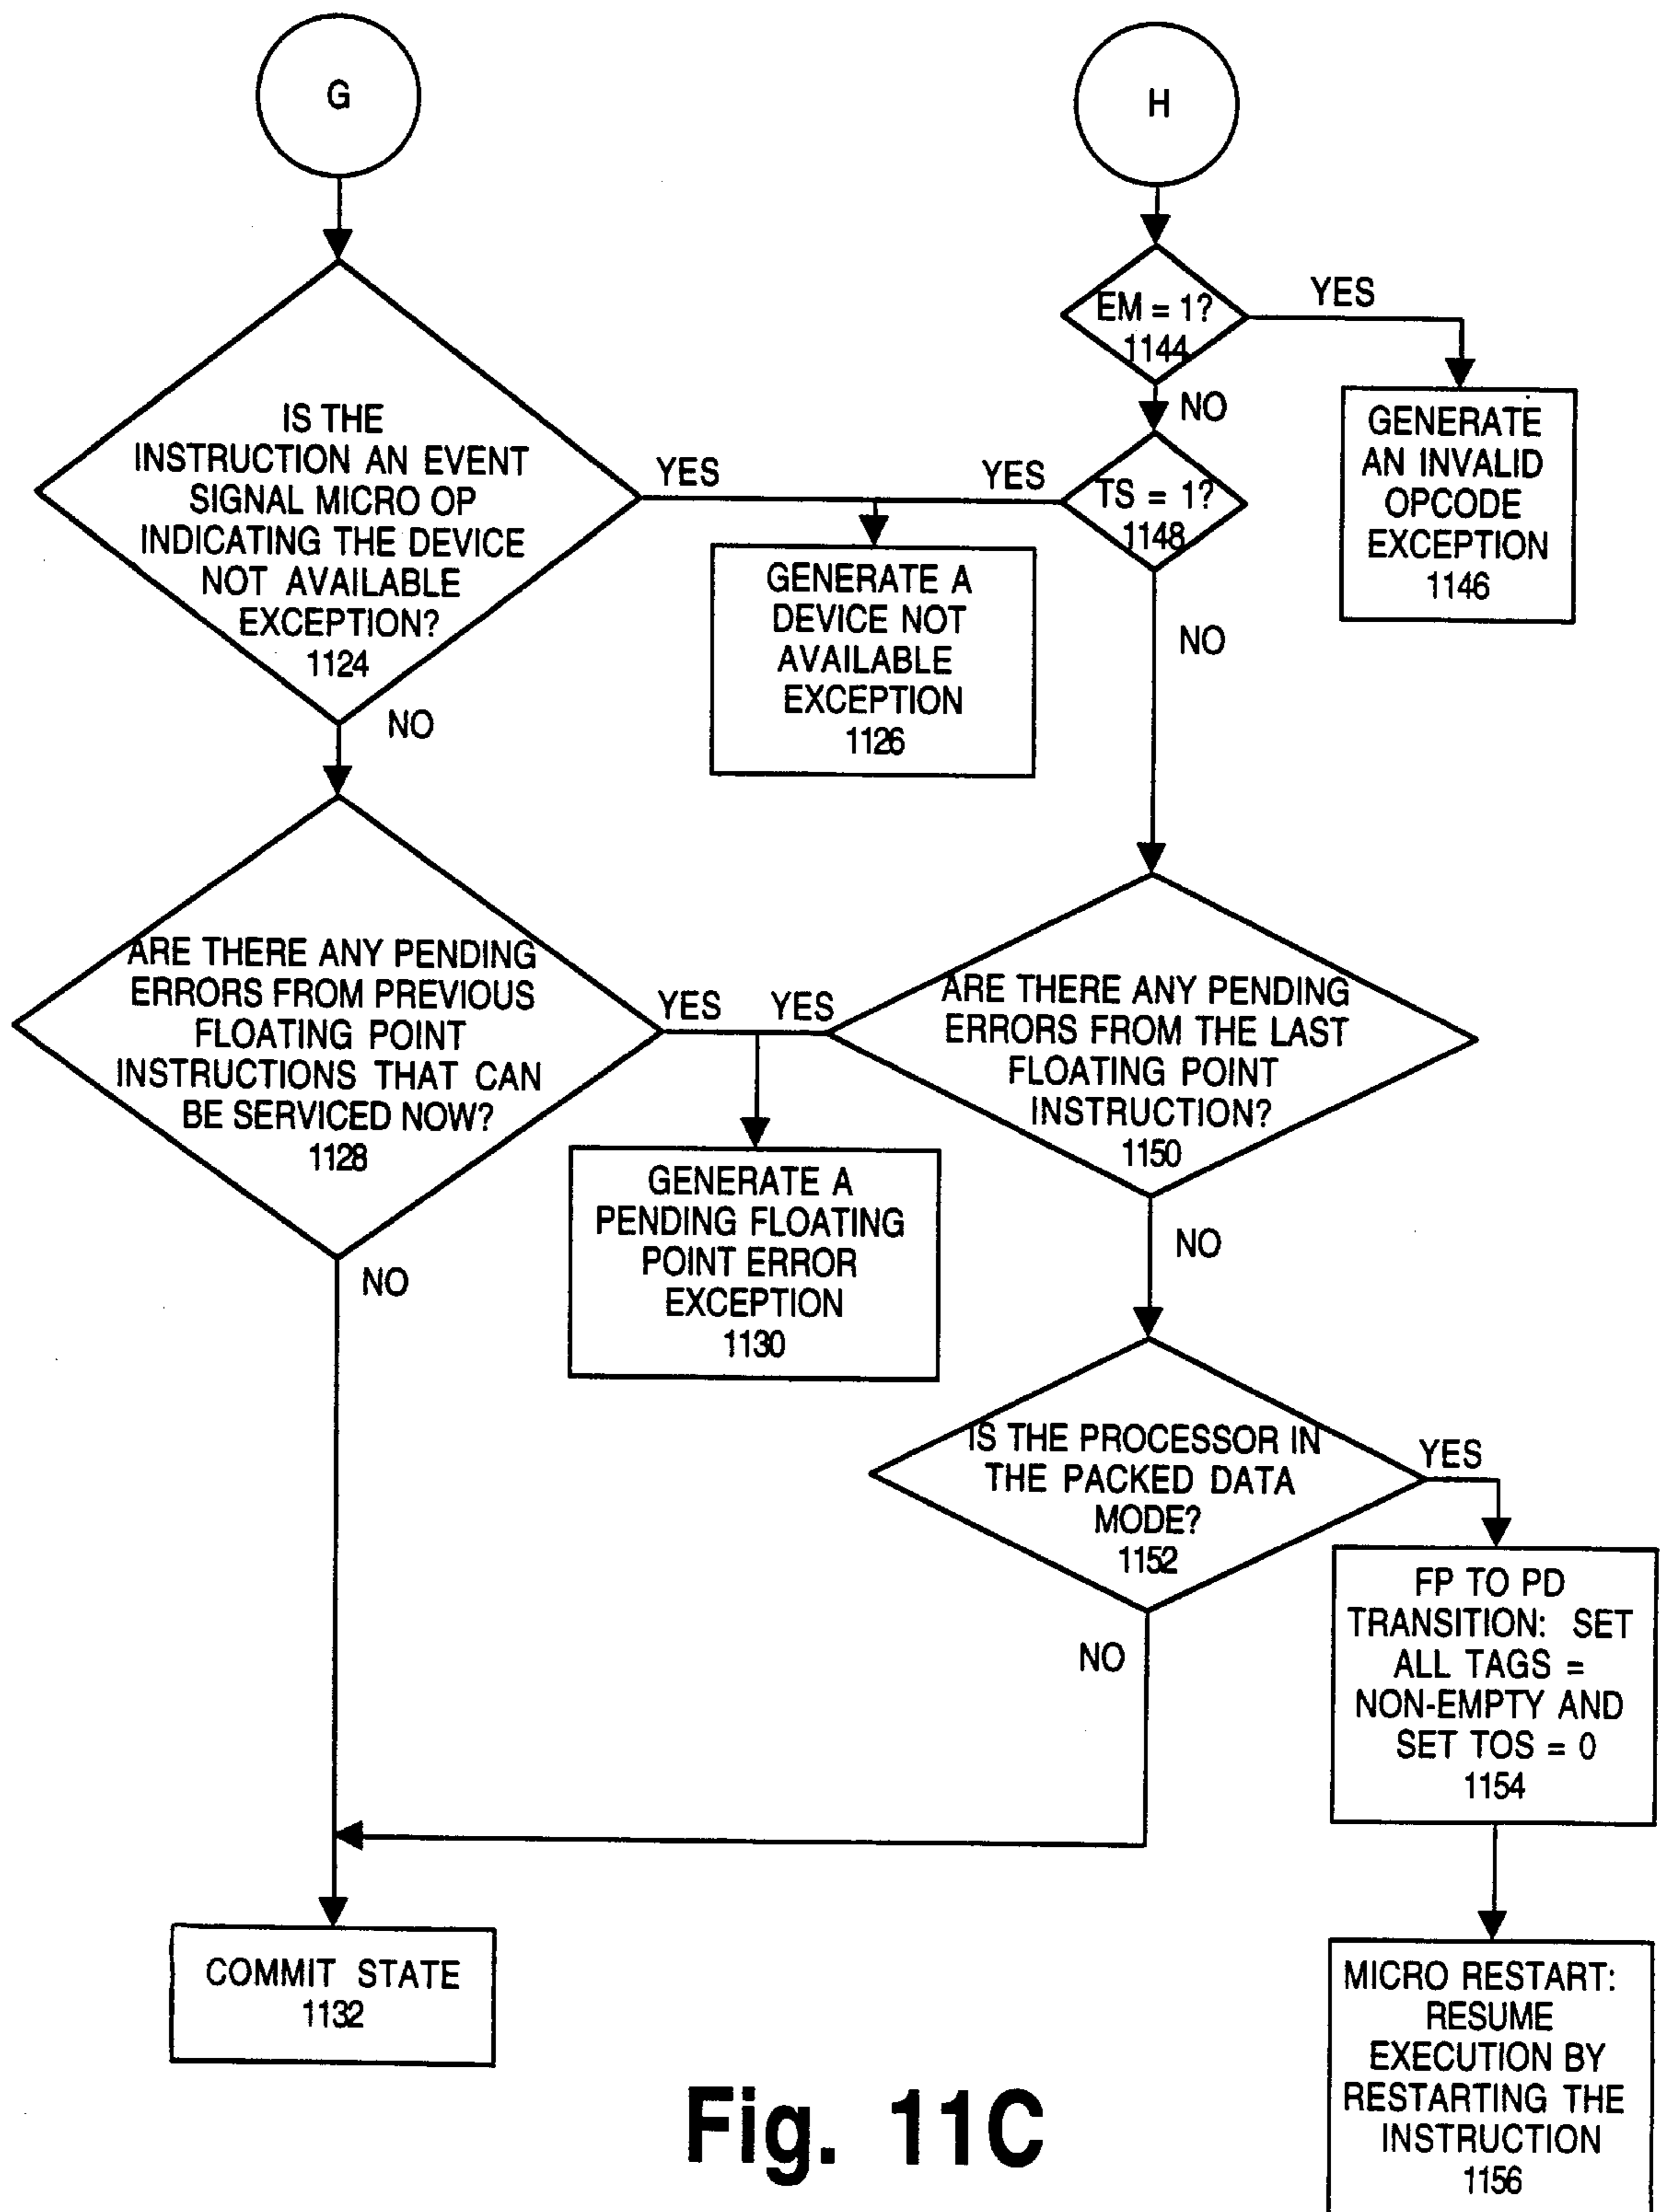 G
IS THE
INSTRUCTION AN EVENT
SIGNAL MICRO OP
INDICATING THE DEVICE
NOT AVAILABLE
EXCEPTION?
1124
YES
NO
ARE THERE ANY PENDING
ERRORS FROM PREVIOUS
FLOATING POINT
INSTRUCTIONS THAT CAN
BE SERVICED NOW?
1128
YES
NO
COMMIT STATE
1132
GENERATE A
DEVICE NOT
AVAILABLE
EXCEPTION
1126
GENERATE A
PENDING FLOATING
POINT ERROR
EXCEPTION
1130
H
EM = 1?
1144
YES
NO
GENERATE
AN INVALID
OPCODE
EXCEPTION
1146
YES
TS = 1?
1148
NO
YES
ARE THERE ANY PENDING
ERRORS FROM THE LAST
FLOATING POINT
INSTRUCTION?
1150
NO
IS THE PROCESSOR IN
THE PACKED DATA
MODE?
1152
YES
NO
FP TO PD
TRANSITION: SET
ALL TAGS =
NON-EMPTY AND
SET TOS = 0
1154
MICRO RESTART:
RESUME
EXECUTION BY
RESTARTING THE
INSTRUCTION
1156
Fig. 11C